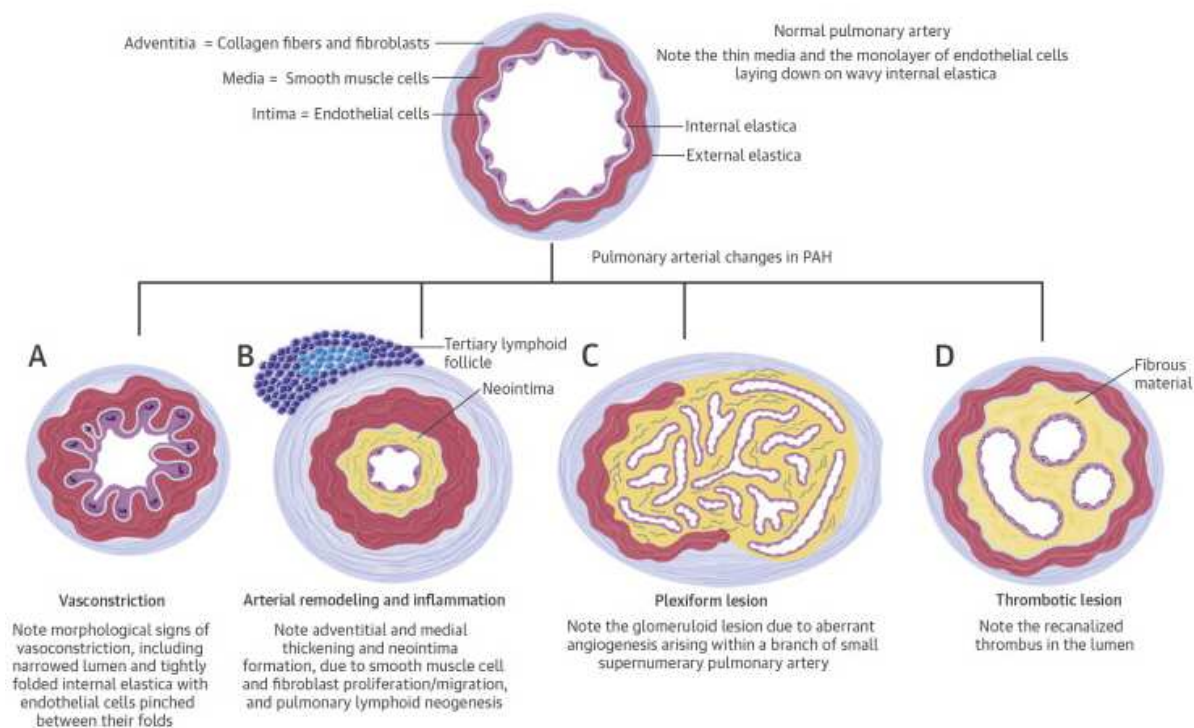 Adventitia = Collagen fibers and fibroblasts
Media = Smooth muscle cells
Intima = Endothelial cells
Normal pulmonary artery
Note the thin media and the monolayer of endothelial cells
laying down on wavy internal elastica
Internal elastica
External elastica
Pulmonary arterial changes in PAH
A
B
Tertiary lymphoid
follicle
Neointima
C
D
Fibrous
material
Vasconstriction
Note morphological signs of
vasoconstriction, including
narrowed lumen and tightly
folded internal elastica with
endothelial cells pinched
between their folds
Arterial remodeling and inflammation
Note adventitial and medial
thickening and neointima
formation, due to smooth muscle cell
and fibroblast proliferation/migration,
and pulmonary lymphoid neogenesis
Plexiform lesion
Note the glomeruloid lesion due to aberrant
angiogenesis arising within a branch of small
supernumerary pulmonary artery
Thrombotic lesion
Note the recanalized
thrombus in the lumen